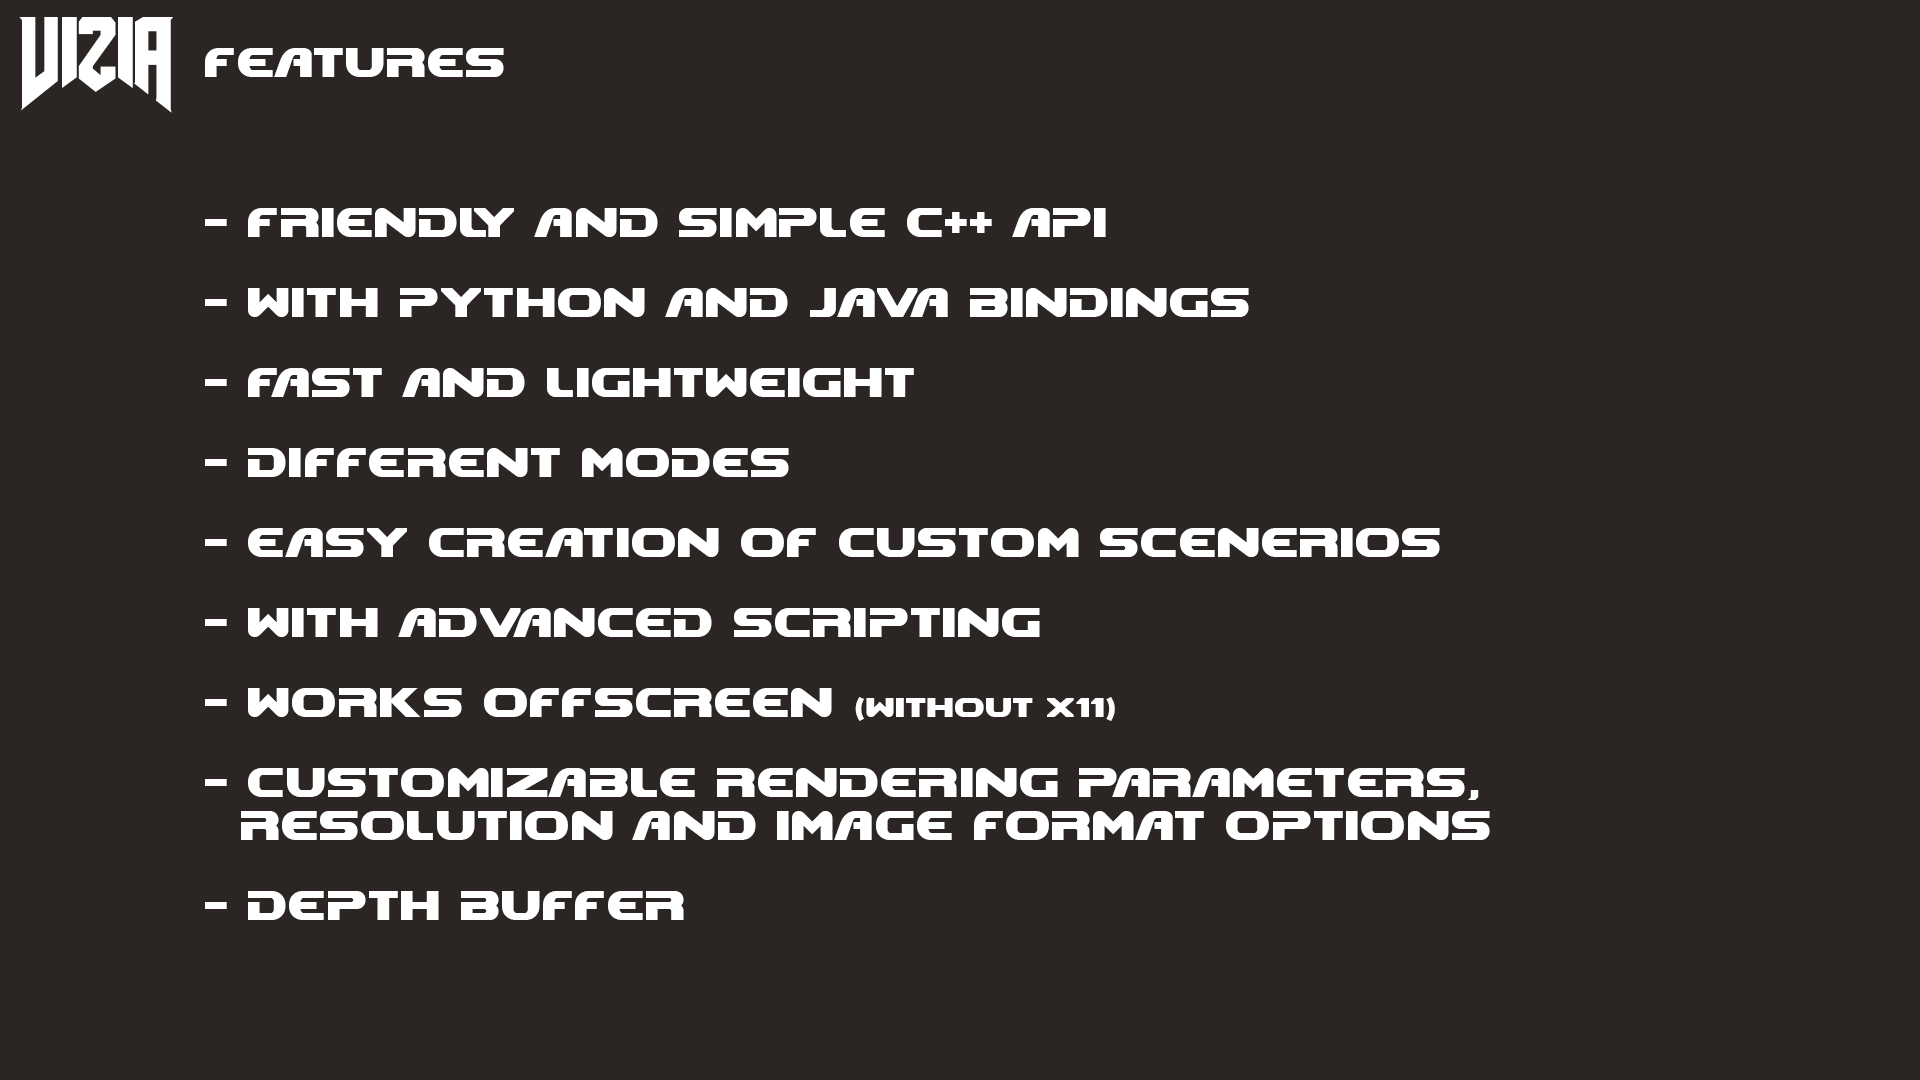 VIZIA
FEATURES
- FRIENDLY AND SIMPLE C++ API
- WITH PYTHON AND JAVA BINDINGS
- FAST AND LIGHTWEIGHT
- DIFFERENT MODES
- EASY CREATION OF CUSTOM SCENERIOS
- WITH ADVANCED SCRIPTING
- WORKS OFFSCREEN (WITHOUT X11)
- CUSTOMIZABLE RENDERING PARAMETERS,
RESOLUTION AND IMAGE FORMAT OPTIONS
- DEPTH BUFFER